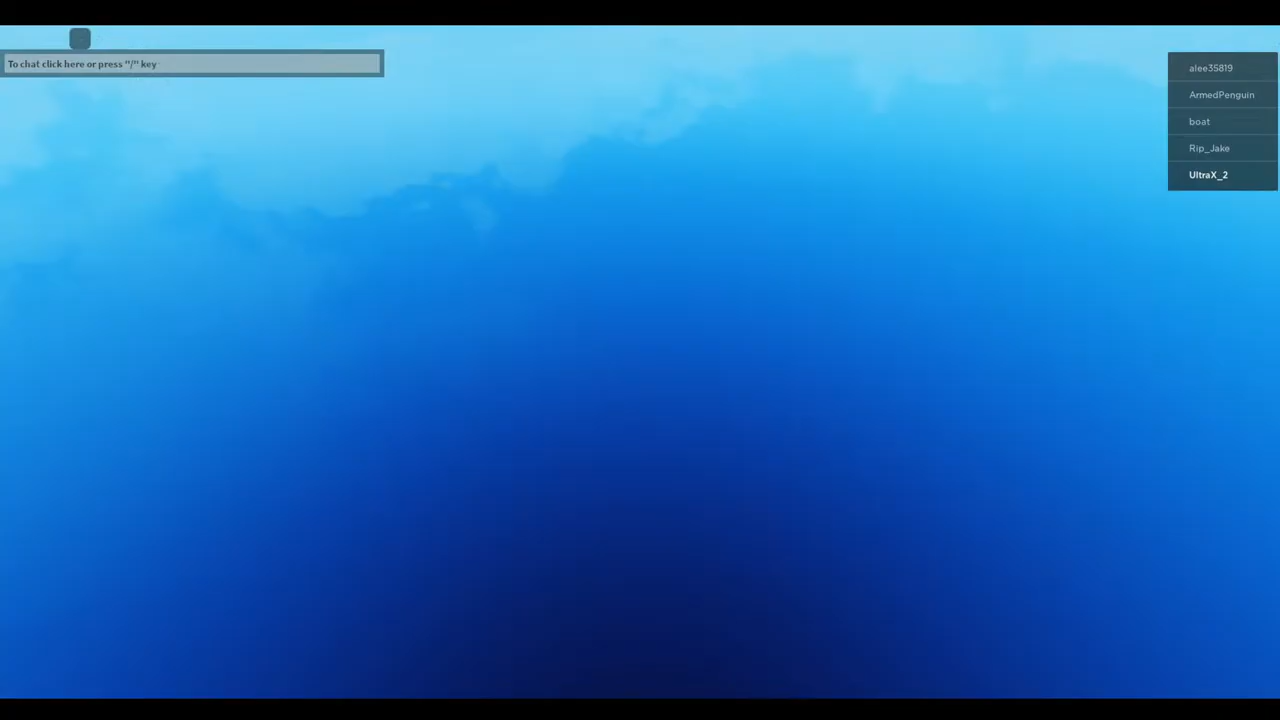 To chat click here or press "/" key
alee35819
ArmedPenguin
boat
Rip_Jake
UltraX_2